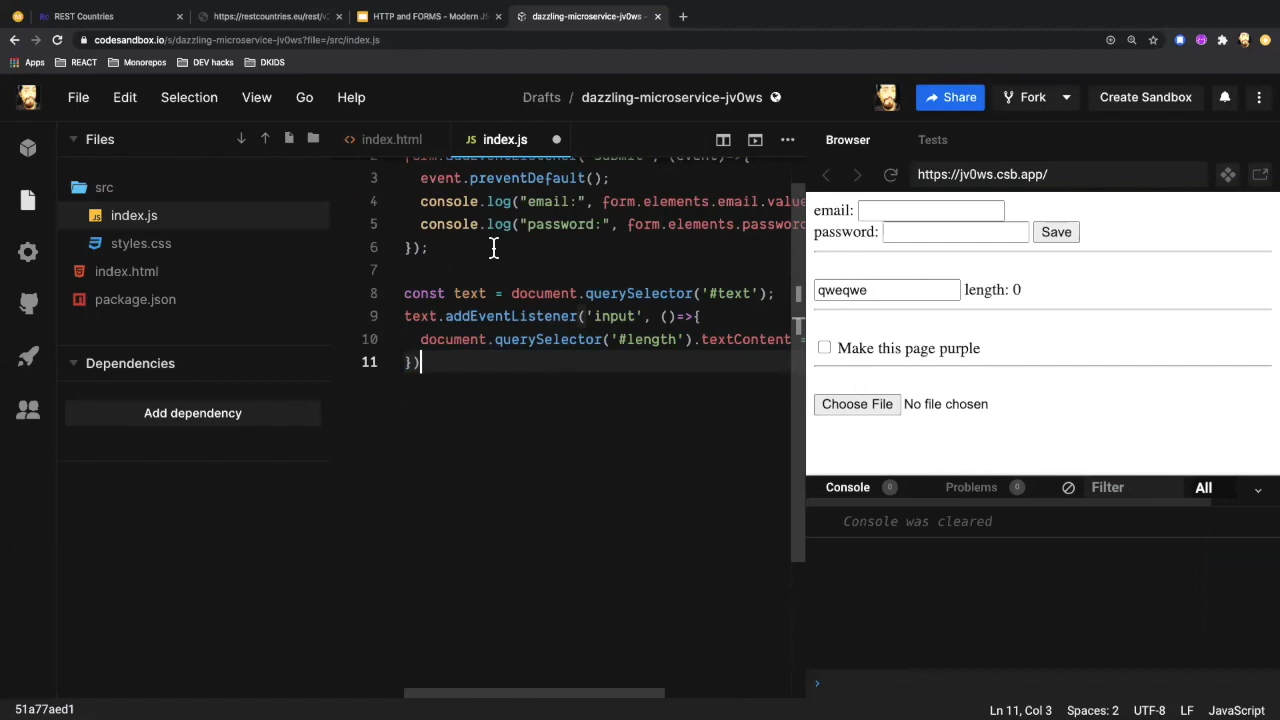 REST Countries
https://restcountries.eu/rest/v2
HTTP and FORMS - Modern JS
dazzling-microservice-jv0ws -
codesandbox.io/s/dazzling-microservice-jv0ws?file=/src/index.js
Apps REACT Monorepos DEV hacks DKIDS
File Edit Selection View Go Help
Drafts / dazzling-microservice-jv0ws
Share Fork Create Sandbox
Files
index.html
index.js
Browser Tests
https://jv0ws.csb.app/
src
index.js
styles.css
index.html
package.json
Dependencies
Add dependency
2 form.addEventListener('submit', (event)=>{
3 event.preventDefault();
4 console.log("email:", form.elements.email.value
5 console.log("password:", form.elements.passwor
6 });
7
8 const text = document.querySelector('#text');
9 text.addEventListener('input', ()=>{
10 document.querySelector('#length').textContent =
11 })
email:
password: Save
qweqwe length: 0
Make this page purple
Choose File No file chosen
Console 0 Problems 0 Filter All
Console was cleared
51a77aed1
Ln 11, Col 3 Spaces: 2 UTF-8 LF JavaScript